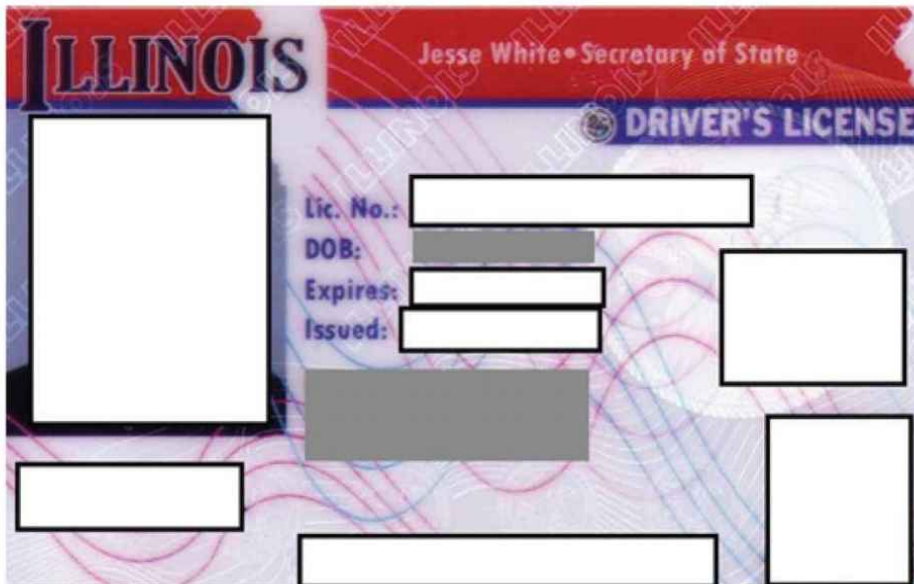 ILLINOIS
Jesse White•Secretary of State
DRIVER'S LICENSE
Lic. No.:
DOB:
Expires:
Issued: